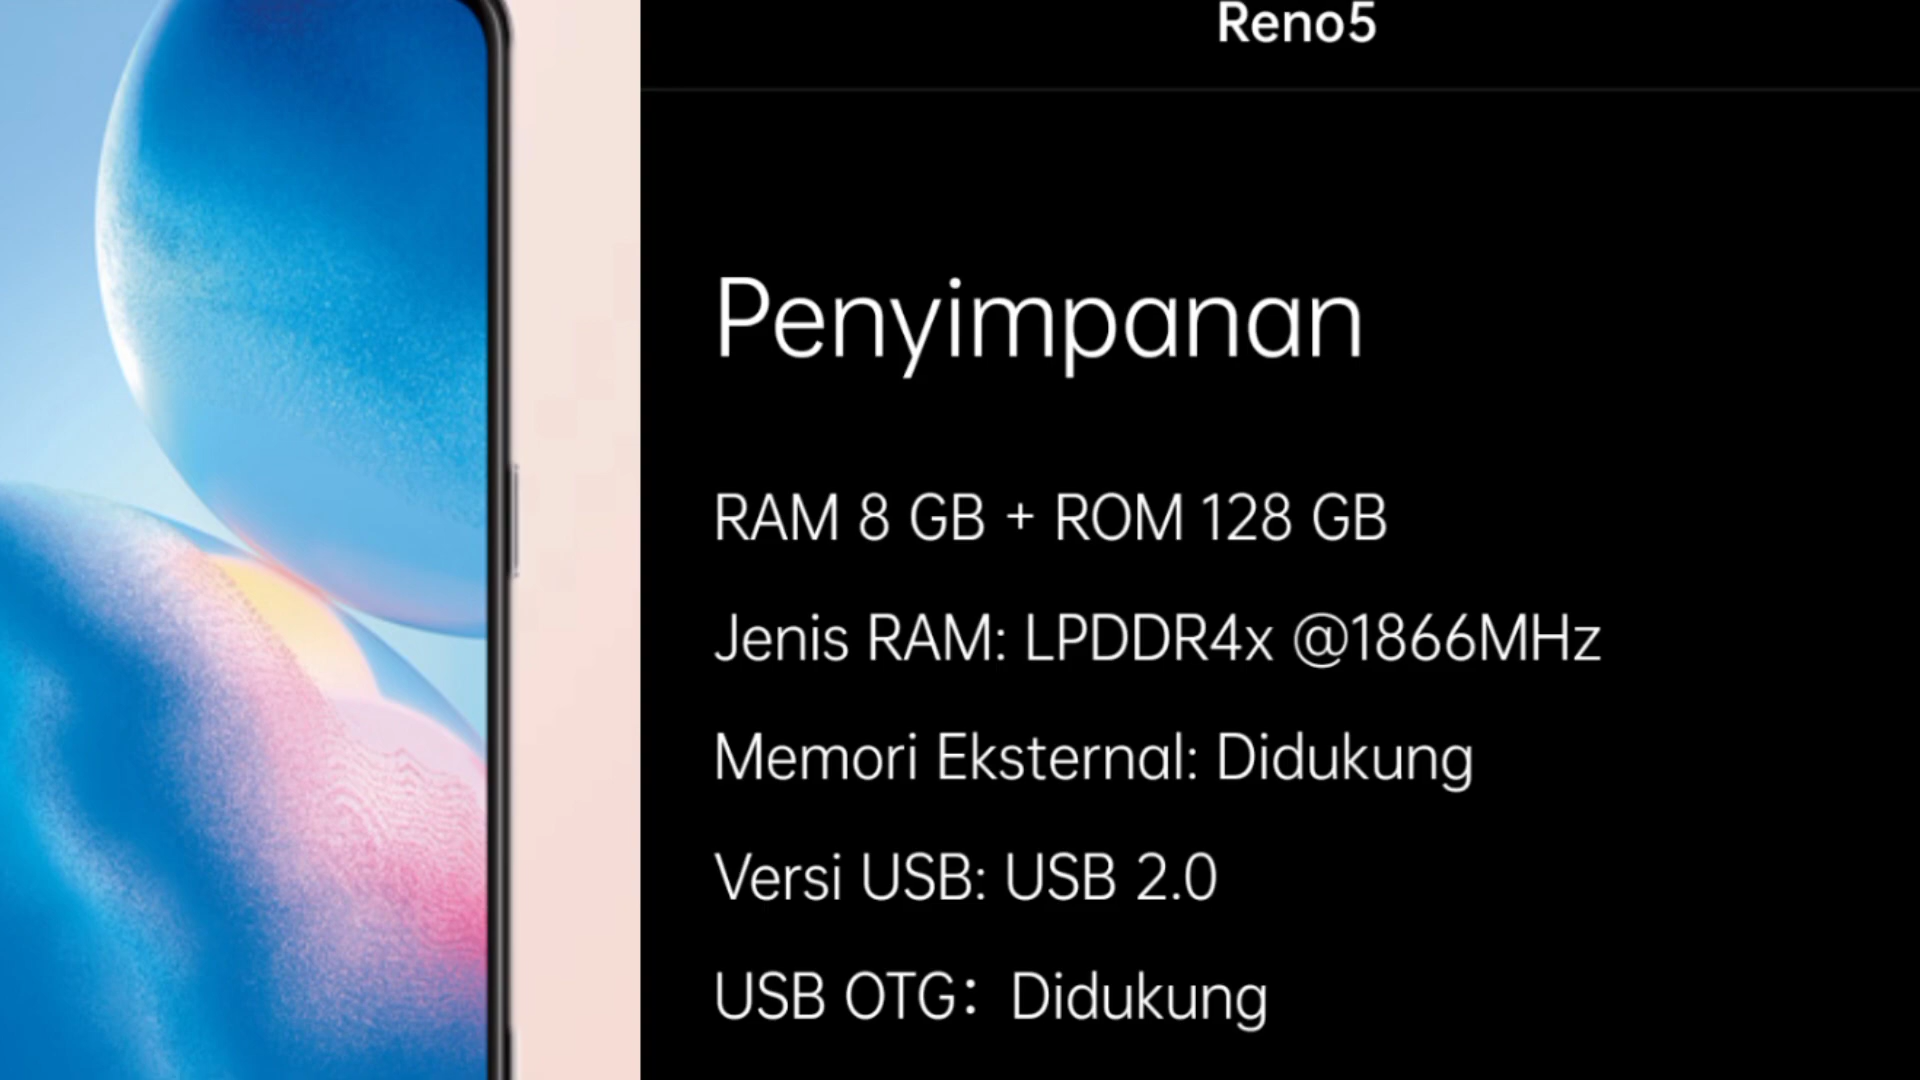 Reno5
Penyimpanan
RAM 8 GB + ROM 128 GB
Jenis RAM: LPDDR4x @1866MHz
Memori Eksternal: Didukung
Versi USB: USB 2.0
USB OTG： Didukung